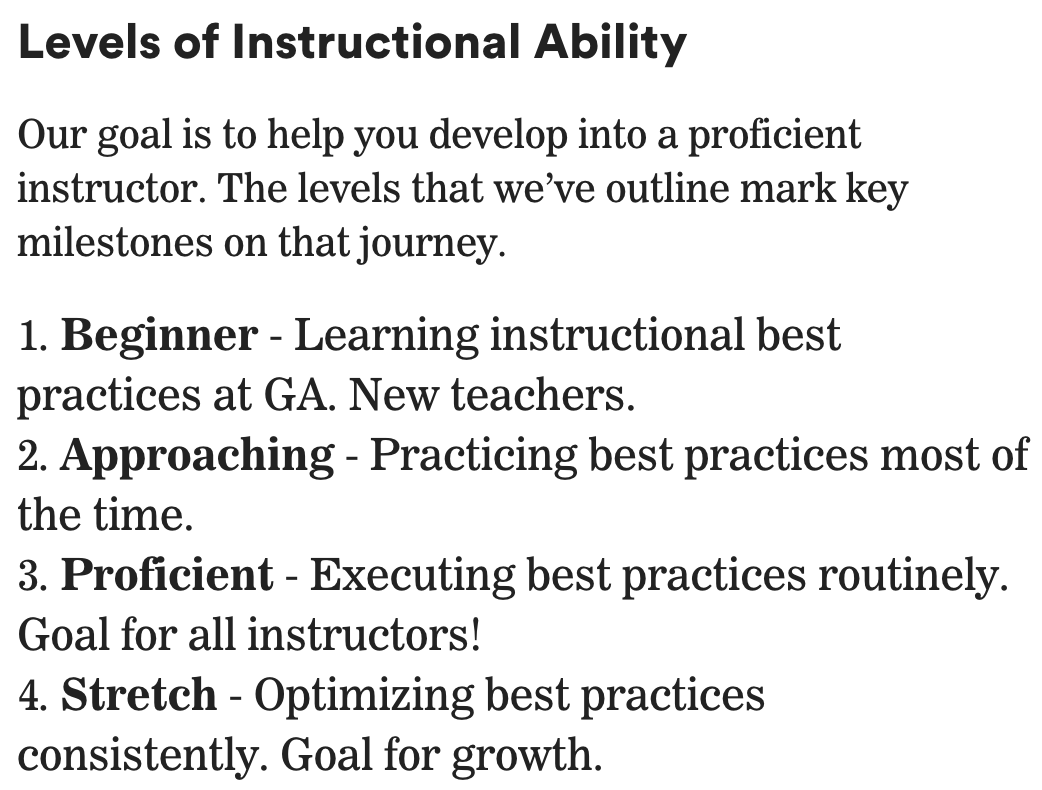 Levels of Instructional Ability
Our goal is to help you develop into a proficient
instructor. The levels that we’ve outline mark key
milestones on that journey.
1. Beginner - Learning instructional best
practices at GA. New teachers.
2. Approaching - Practicing best practices most of
the time.
3. Proficient - Executing best practices routinely.
Goal for all instructors!
4. Stretch - Optimizing best practices
consistently. Goal for growth.